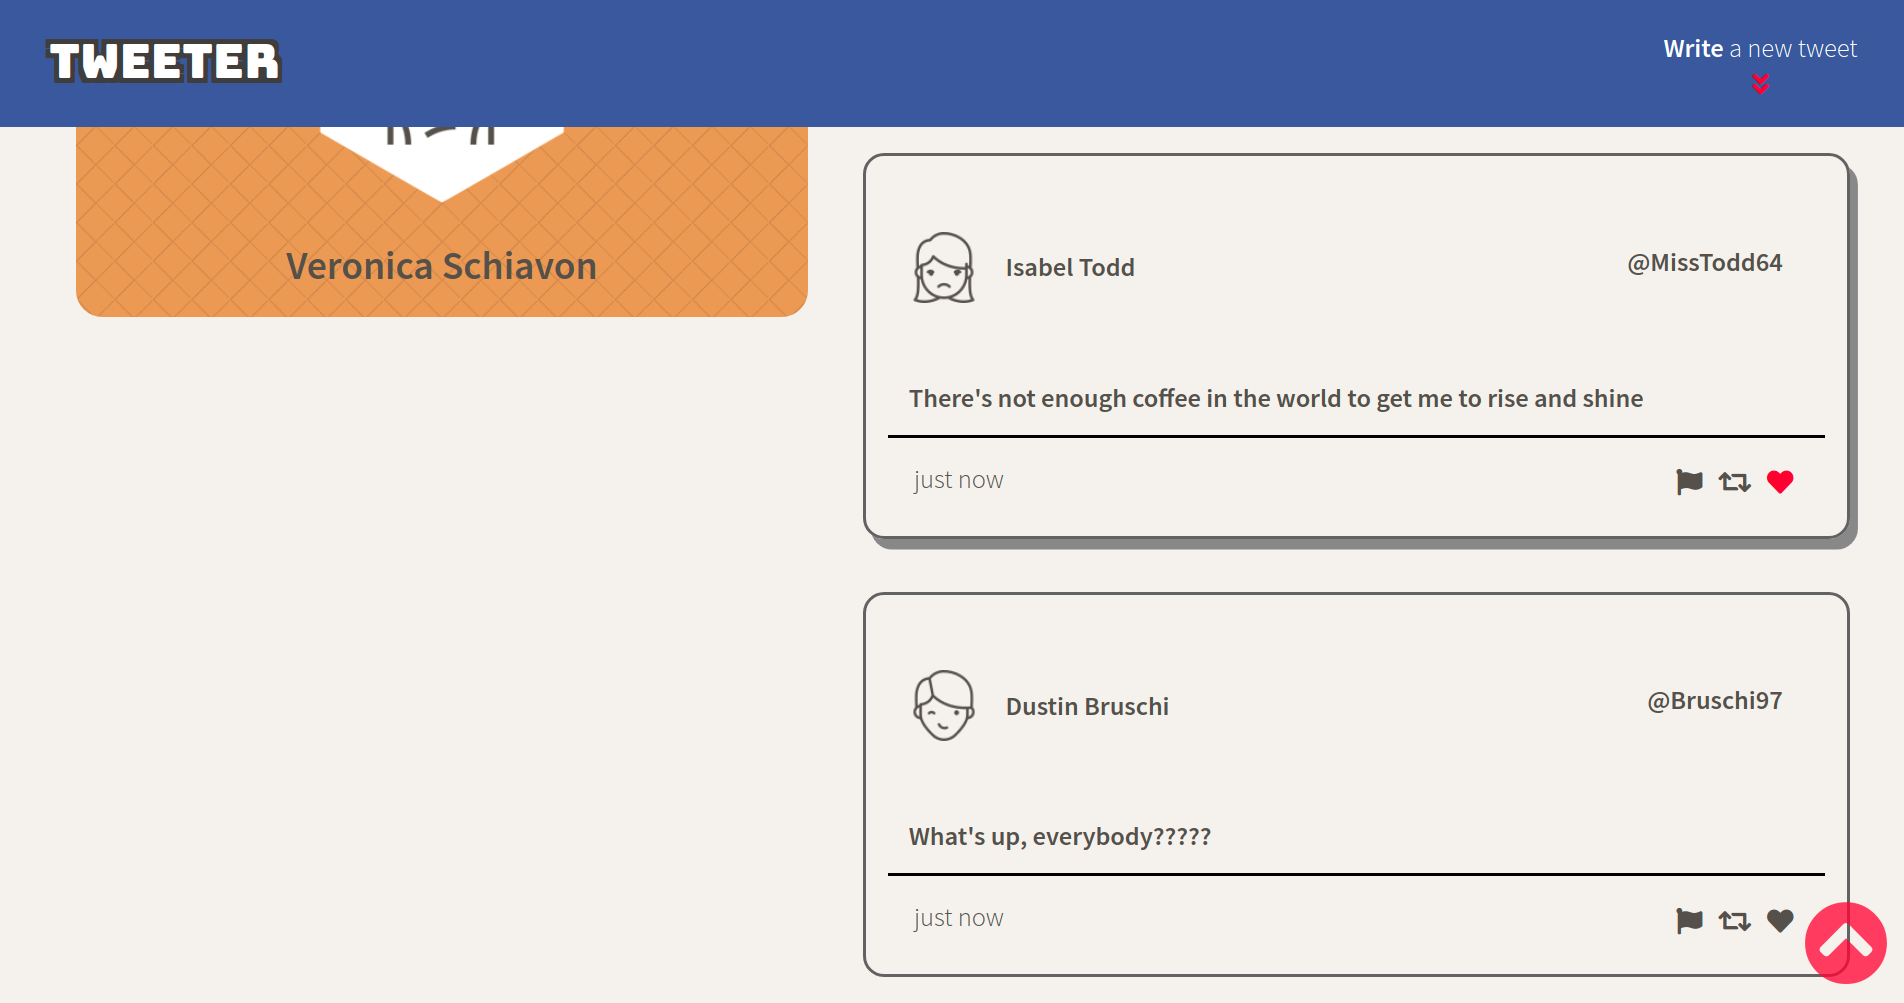 TWEETER
Write a new tweet
Veronica Schiavon
Isabel Todd
@MissTodd64
There's not enough coffee in the world to get me to rise and shine
just now
Dustin Bruschi
@Bruschi97
What's up, everybody?????
just now